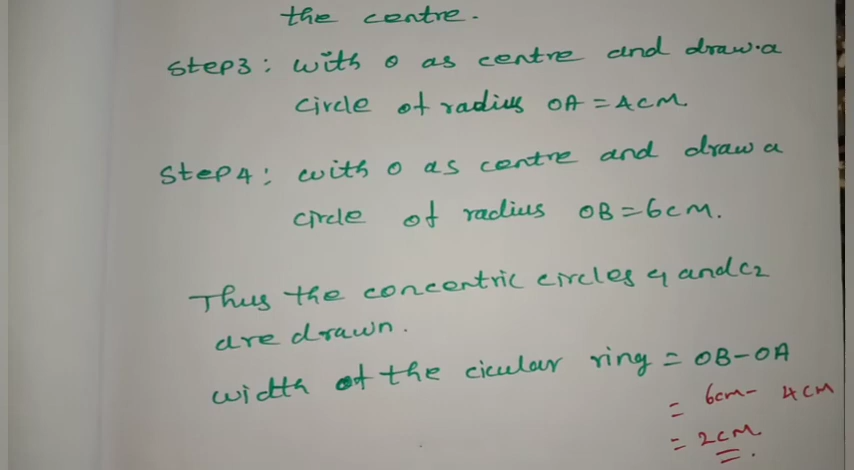 the centre.
Step3: with O as centre and draw a
circle of radius OA = 4cm.
Step4: with O as centre and draw a
circle of radius OB = 6cm.
Thus the concentric circles c1 and c2
are drawn.
width of the cicular ring = OB - OA
= 6cm - 4cm
= 2cm.